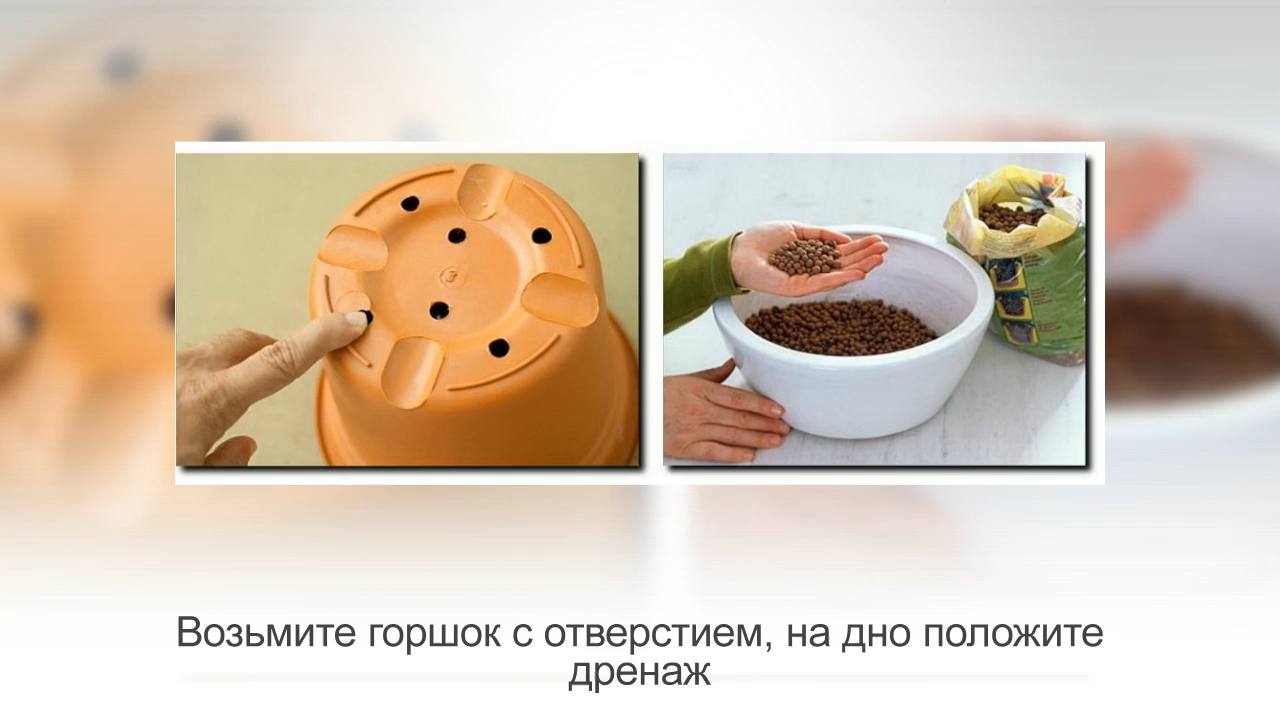 Возьмите горшок с отверстием, на дно положите
дренаж